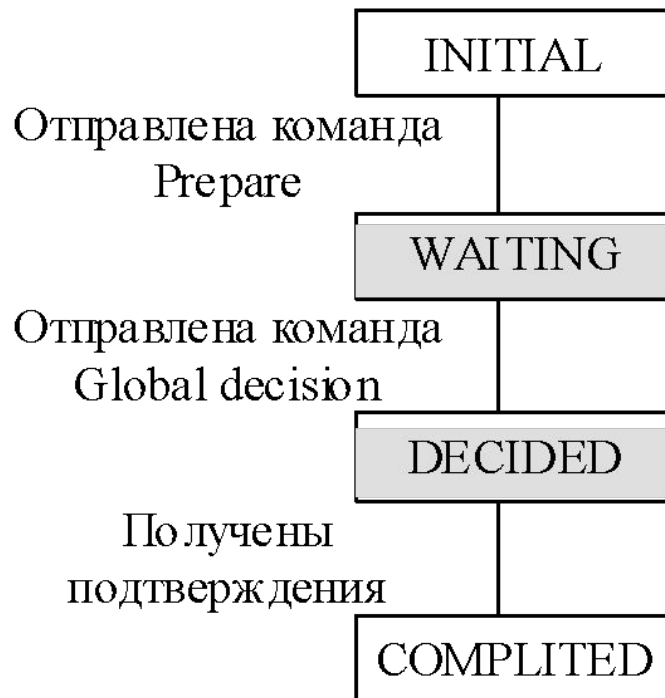 INITIAL
Отправлена команда
Prepare
WAITING
Отправлена команда
Global decision
DECIDED
Получены
подтверждения
COMPLITED